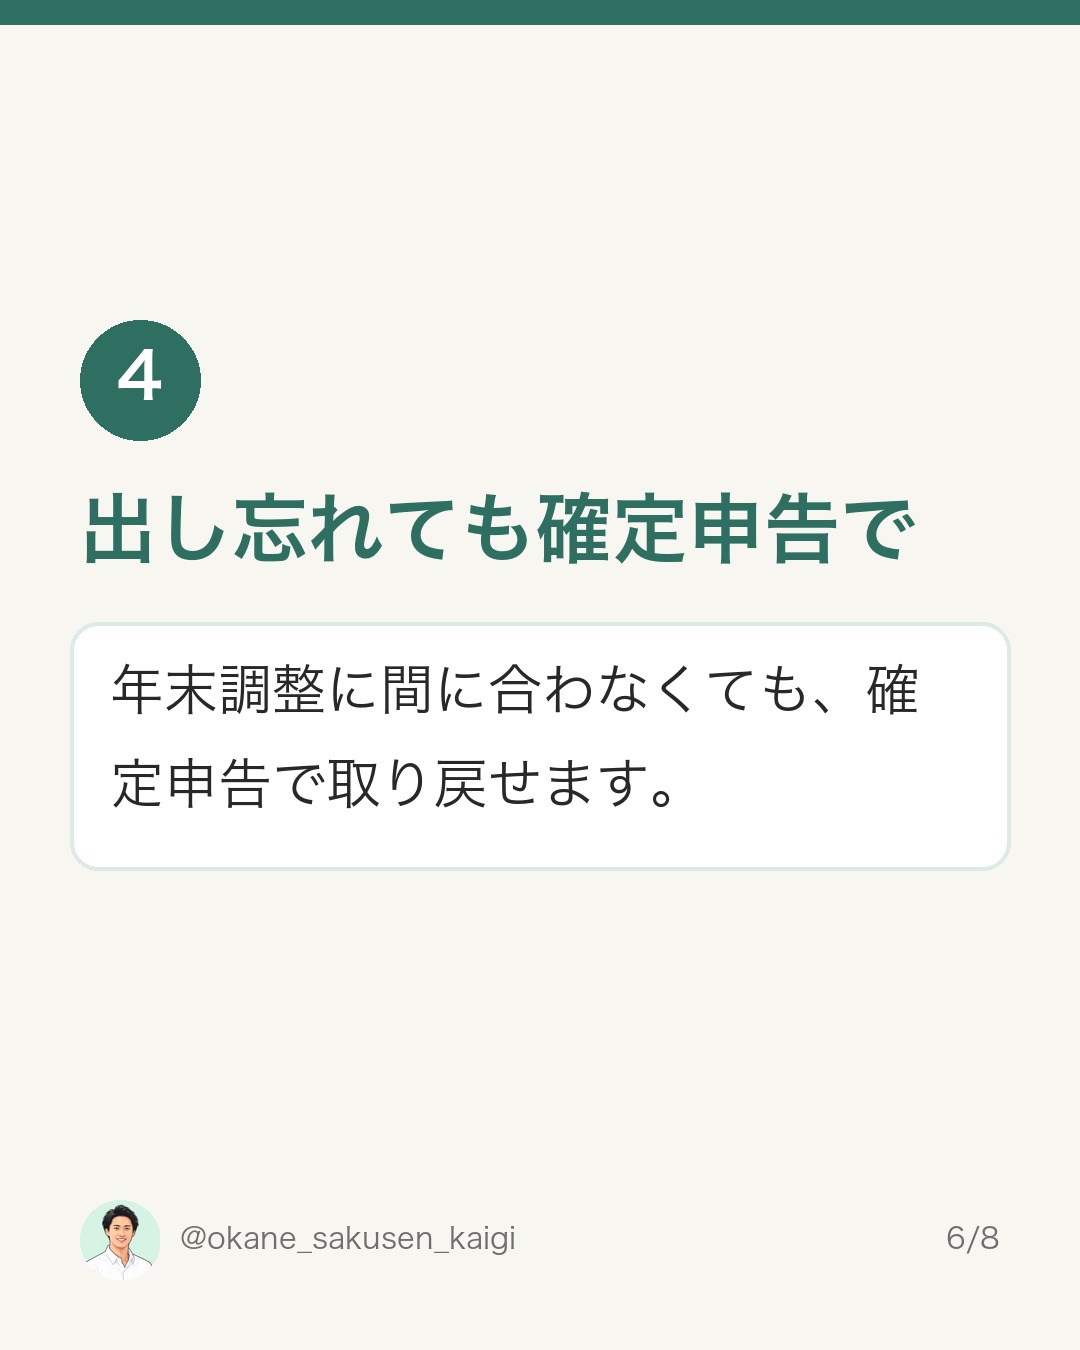 4
出し忘れても確定申告で
年末調整に間に合わなくても、確
定申告で取り戻せます。
@okane_sakusen_kaigi
6/8